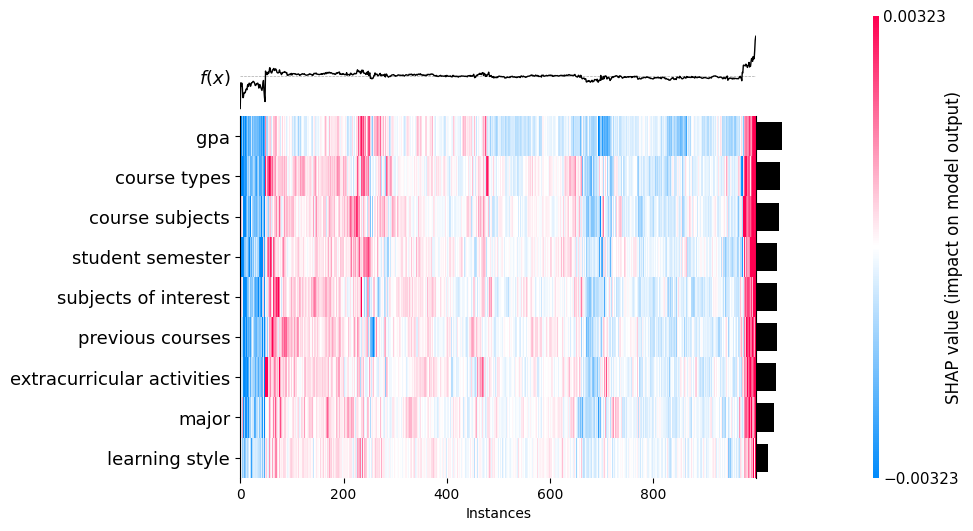 0.00323
f(x)
gpa
course types
course subjects
student semester
subjects of interest
previous courses
extracurricular activities
major
learning style
0 200 400 600 800
Instances
−0.00323
SHAP value (impact on model output)